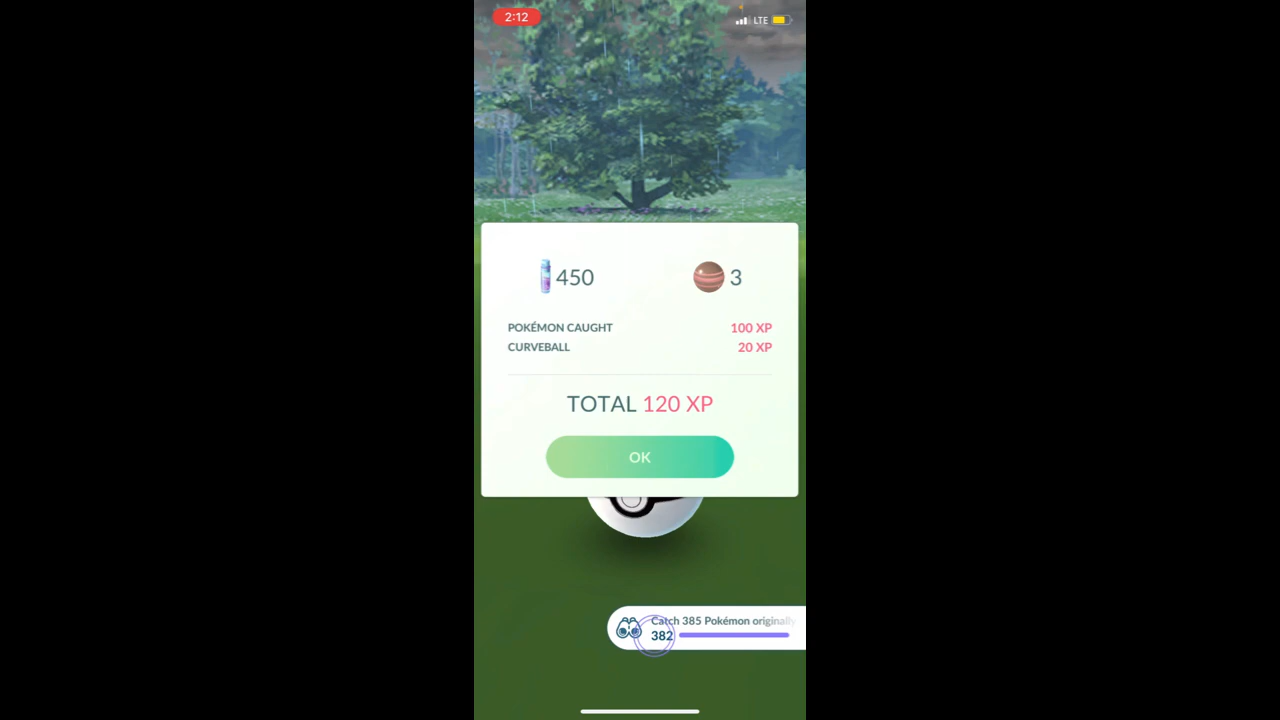 2:12
LTE
450
3
POKÉMON CAUGHT 100 XP
CURVEBALL 20 XP
TOTAL 120 XP
OK
Catch 385 Pokémon originally
382